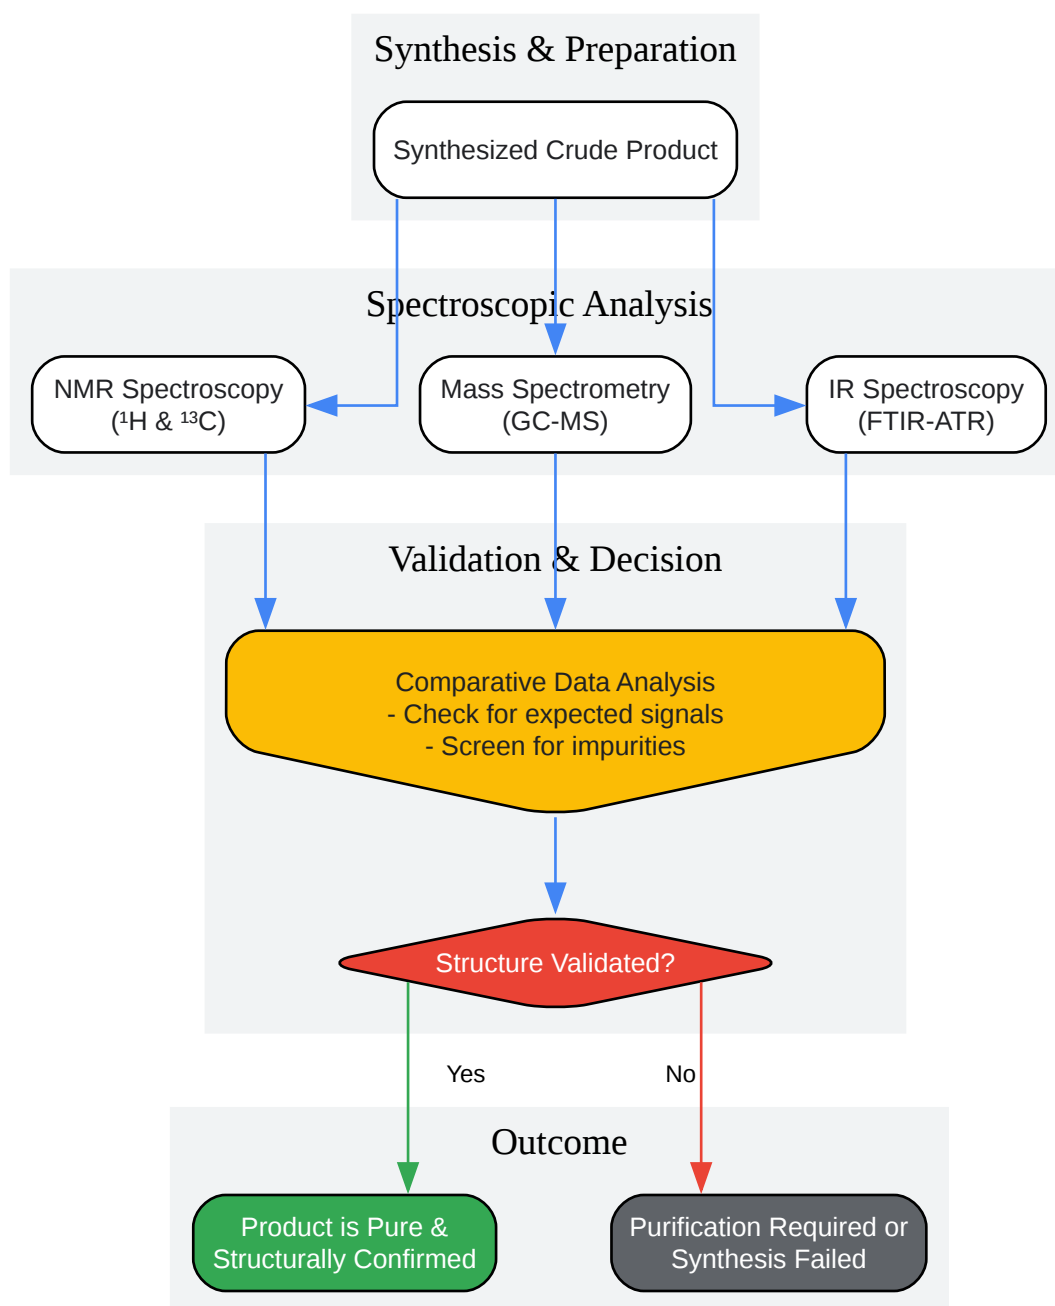 Synthesis & Preparation
Synthesized Crude Product
Spectroscopic Analysis
NMR Spectroscopy
(¹H & ¹³C)
Mass Spectrometry
(GC-MS)
IR Spectroscopy
(FTIR-ATR)
Validation & Decision
Comparative Data Analysis
- Check for expected signals
- Screen for impurities
Structure Validated?
Yes
No
Outcome
Product is Pure &
Structurally Confirmed
Purification Required or
Synthesis Failed